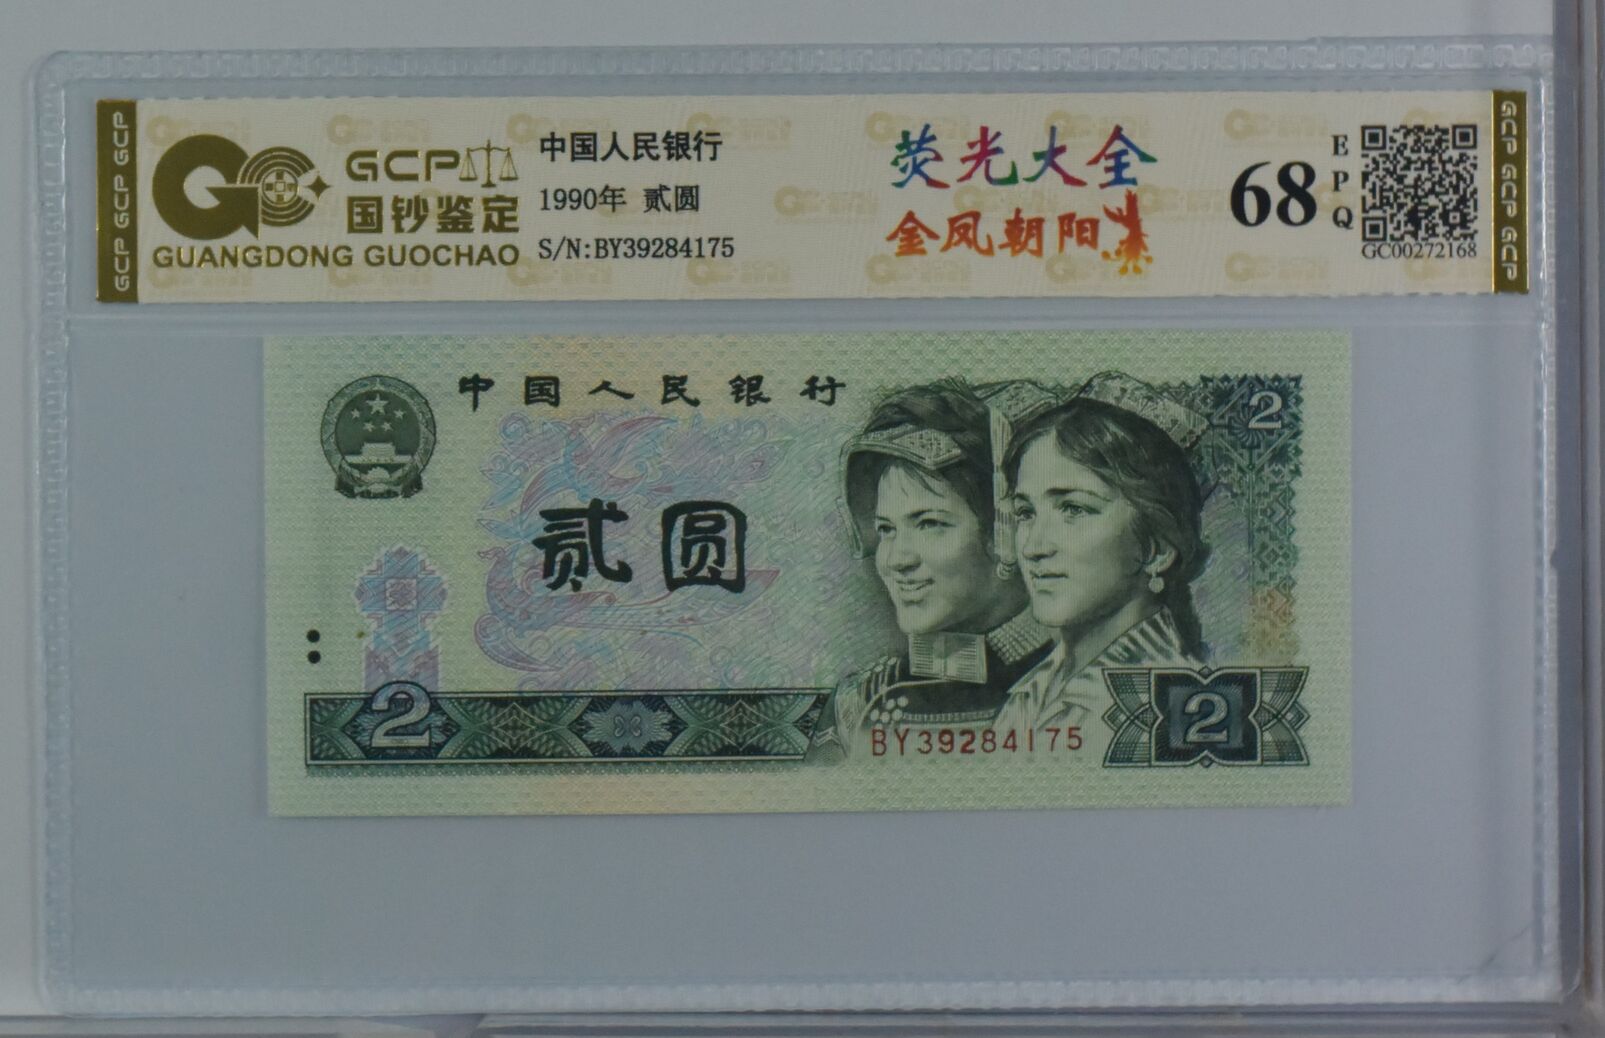 GCP GCP GCP
GCP
国钞鉴定
GUANGDONG GUOCHAO
中国人民银行
1990年 贰圆
S/N:BY39284175
荧光大全
金凤朝阳
68
EPQ
GC00272168
GCP GCP GCP
中国人民银行
2
贰圆
2
BY39284175
2